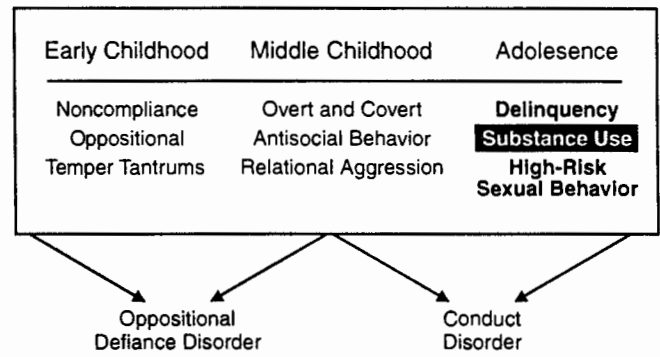 Early Childhood Middle Childhood Adolesence
Noncompliance Overt and Covert Delinquency
Oppositional Antisocial Behavior Substance Use
Temper Tantrums Relational Aggression High-Risk
Sexual Behavior
Oppositional Conduct
Defiance Disorder Disorder